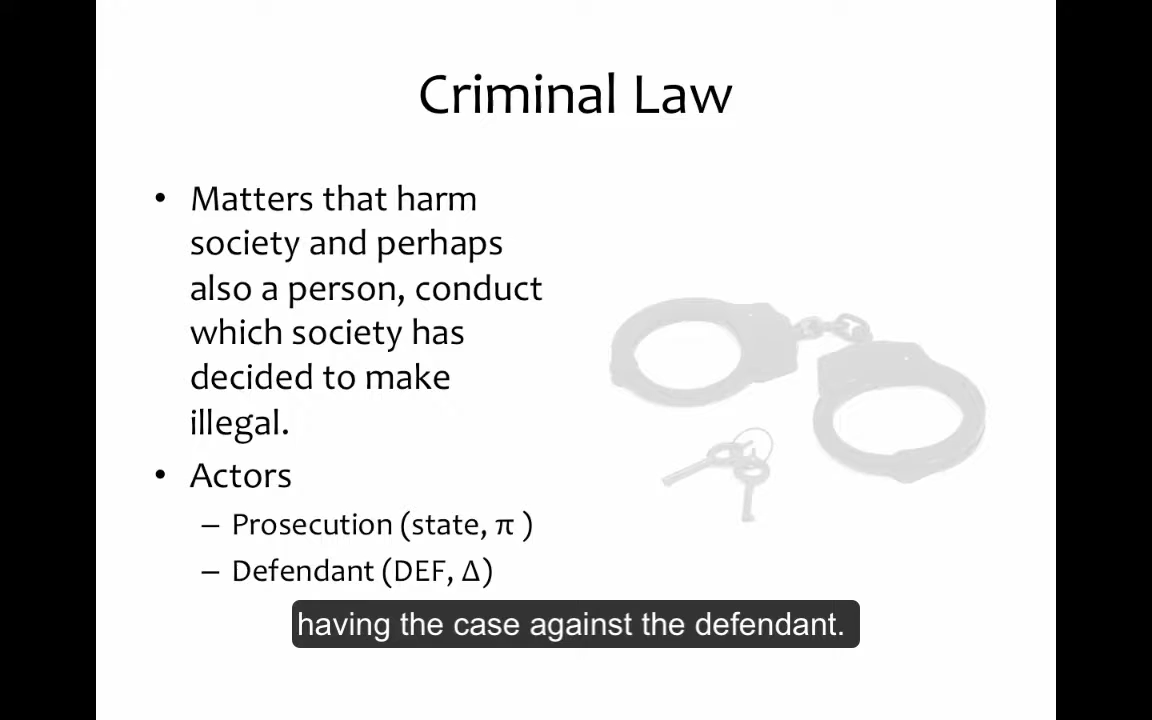 Criminal Law
• Matters that harm
society and perhaps
also a person, conduct
which society has
decided to make
illegal.
• Actors
– Prosecution (state, π )
– Defendant (DEF, Δ)
having the case against the defendant.